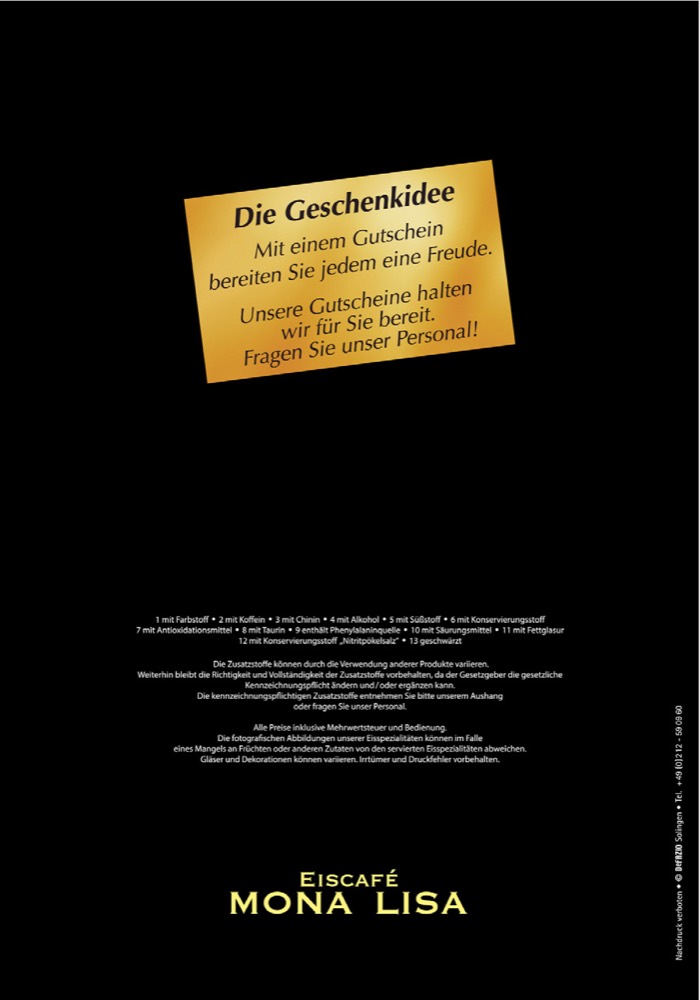 Die Geschenkidee
Mit einem Gutschein
bereiten Sie jedem eine Freude.
Unsere Gutscheine halten
wir für Sie bereit.
Fragen Sie unser Personal!
1 mit Farbstoff • 2 mit Koffein • 3 mit Chinin • 4 mit Alkohol • 5 mit Süßstoff • 6 mit Konservierungsstoff
7 mit Antioxidationsmittel • 8 mit Taurin • 9 enthält Phenylalaninquelle • 10 mit Säurungsmittel • 11 mit Fettglasur
12 mit Konservierungsstoff „Nitritpökelsalz“ • 13 geschwärzt
Die Zusatzstoffe können durch die Verwendung anderer Produkte variieren.
Weiterhin bleibt die Richtigkeit und Vollständigkeit der Zusatzstoffe vorbehalten, da der Gesetzgeber die gesetzliche
Kennzeichnungspflicht ändern und/oder ergänzen kann.
Die kennzeichnungspflichtigen Zusatzstoffe entnehmen Sie bitte unserem Aushang
oder fragen Sie unser Personal.
Alle Preise inklusive Mehrwertsteuer und Bedienung.
Die fotografischen Abbildungen unserer Eisspezialitäten können im Falle
eines Mangels an Früchten oder anderen Zutaten von den servierten Eisspezialitäten abweichen.
Gläser und Dekorationen können variieren. Irrtümer und Druckfehler vorbehalten.
EISCAFÉ
MONA LISA
Nachdruck verboten • © Solingen • Tel. +49 (0)2 12 - 59 09 60